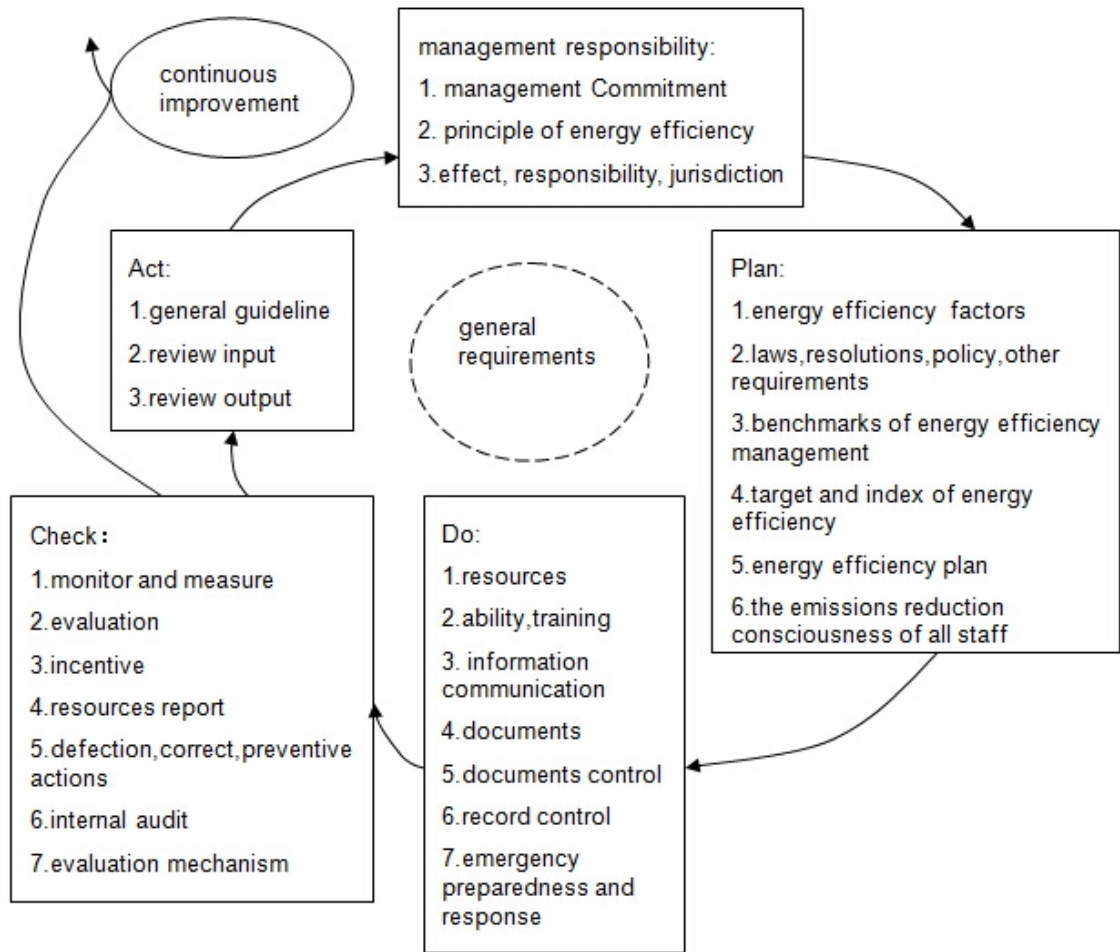 continuous
improvement
management responsibility:
1. management Commitment
2. principle of energy efficiency
3.effect, responsibility, jurisdiction
Act:
1.general guideline
2.review input
3.review output
general
requirements
Plan:
1.energy efficiency  factors
2.laws,resolutions,policy,other
requirements
3.benchmarks of energy efficiency
management
4.target and index of energy
efficiency
5.energy efficiency plan
6.the emissions reduction
consciousness of all staff
Check：
1.monitor and measure
2.evaluation
3.incentive
4.resources report
5.defection,correct,preventive
actions
6.internal audit
7.evaluation mechanism
Do:
1.resources
2.ability,training
3. information
communication
4.documents
5.documents control
6.record control
7.emergency
preparedness and
response